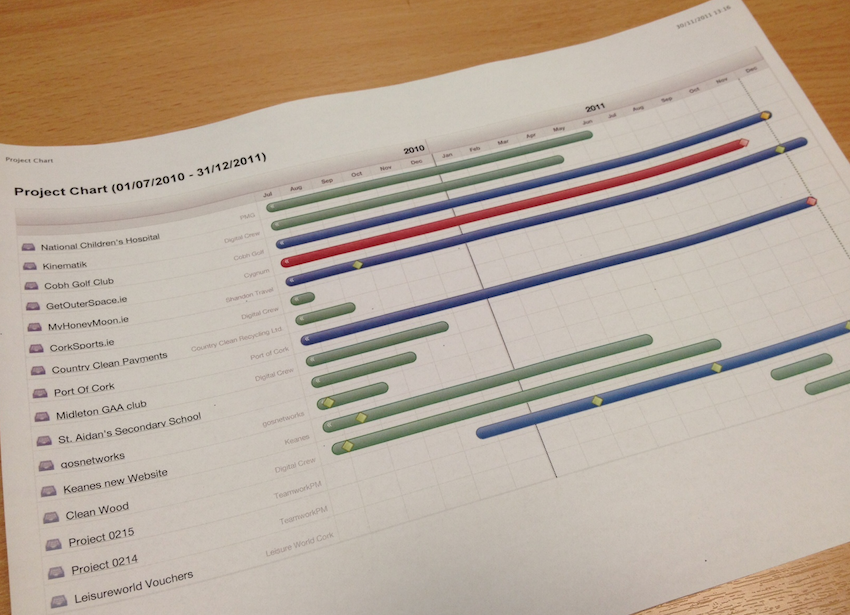 30/11/2011 13:16
Project Chart
Project Chart (01/07/2010 - 31/12/2011)
2010
2011
Jul Aug Sep Oct Nov Dec Jan Feb Mar Apr May Jun Jul Aug Sep Oct Nov Dec
National Children's Hospital PM3
Kinematik Digital Crew
Cobh Golf Club Cobh Golf
GetOuterSpace.ie Cygnum
MyHoneyMoon.ie Shandon Travel
CorkSports.ie Digital Crew
Country Clean Payments Country Clean Recycling Ltd.
Port Of Cork Port of Cork
Midleton GAA club Digital Crew
St. Aidan's Secondary School
gosnetworks gosnetworks
Keanes new Website Keanes
Clean Wood Digital Crew
Project 0215 TeamworkPM
Project 0214 TeamworkPM
Leisureworld Vouchers Leisure World Cork